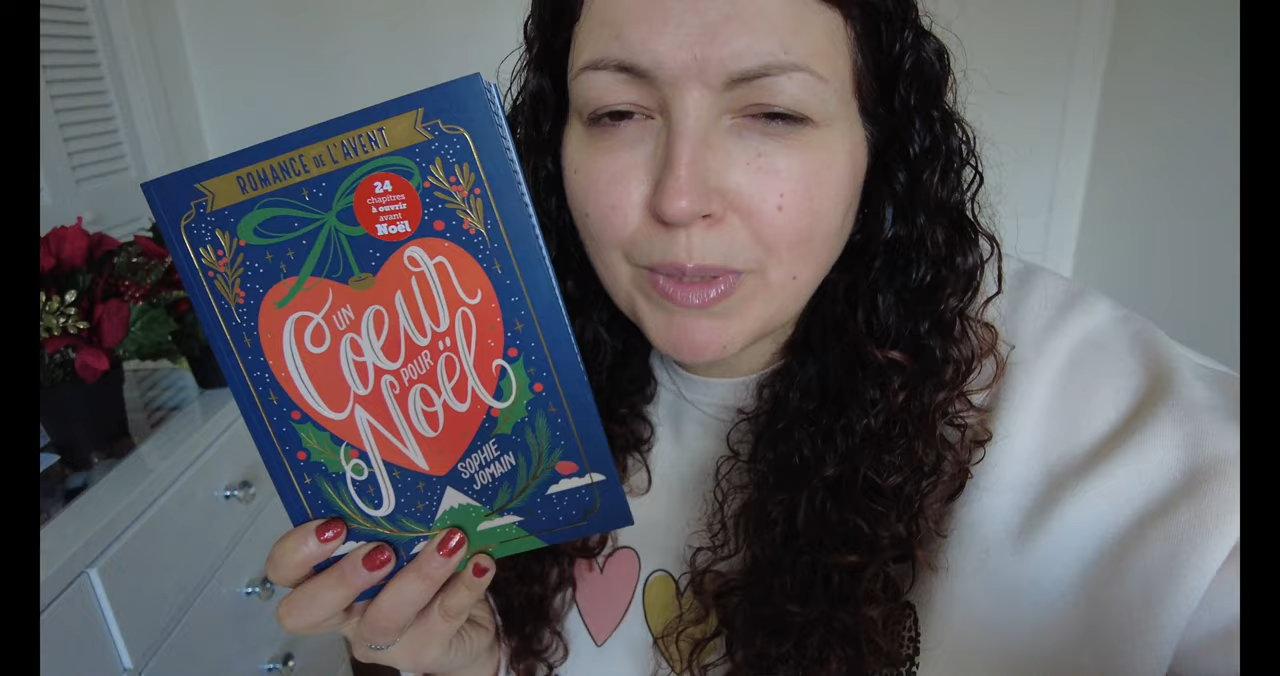 ROMANCE DE L'AVENT
24
chapitres
à ouvrir
avant
Noël
UN
Coeur
POUR
Noël
SOPHIE
JOMAIN